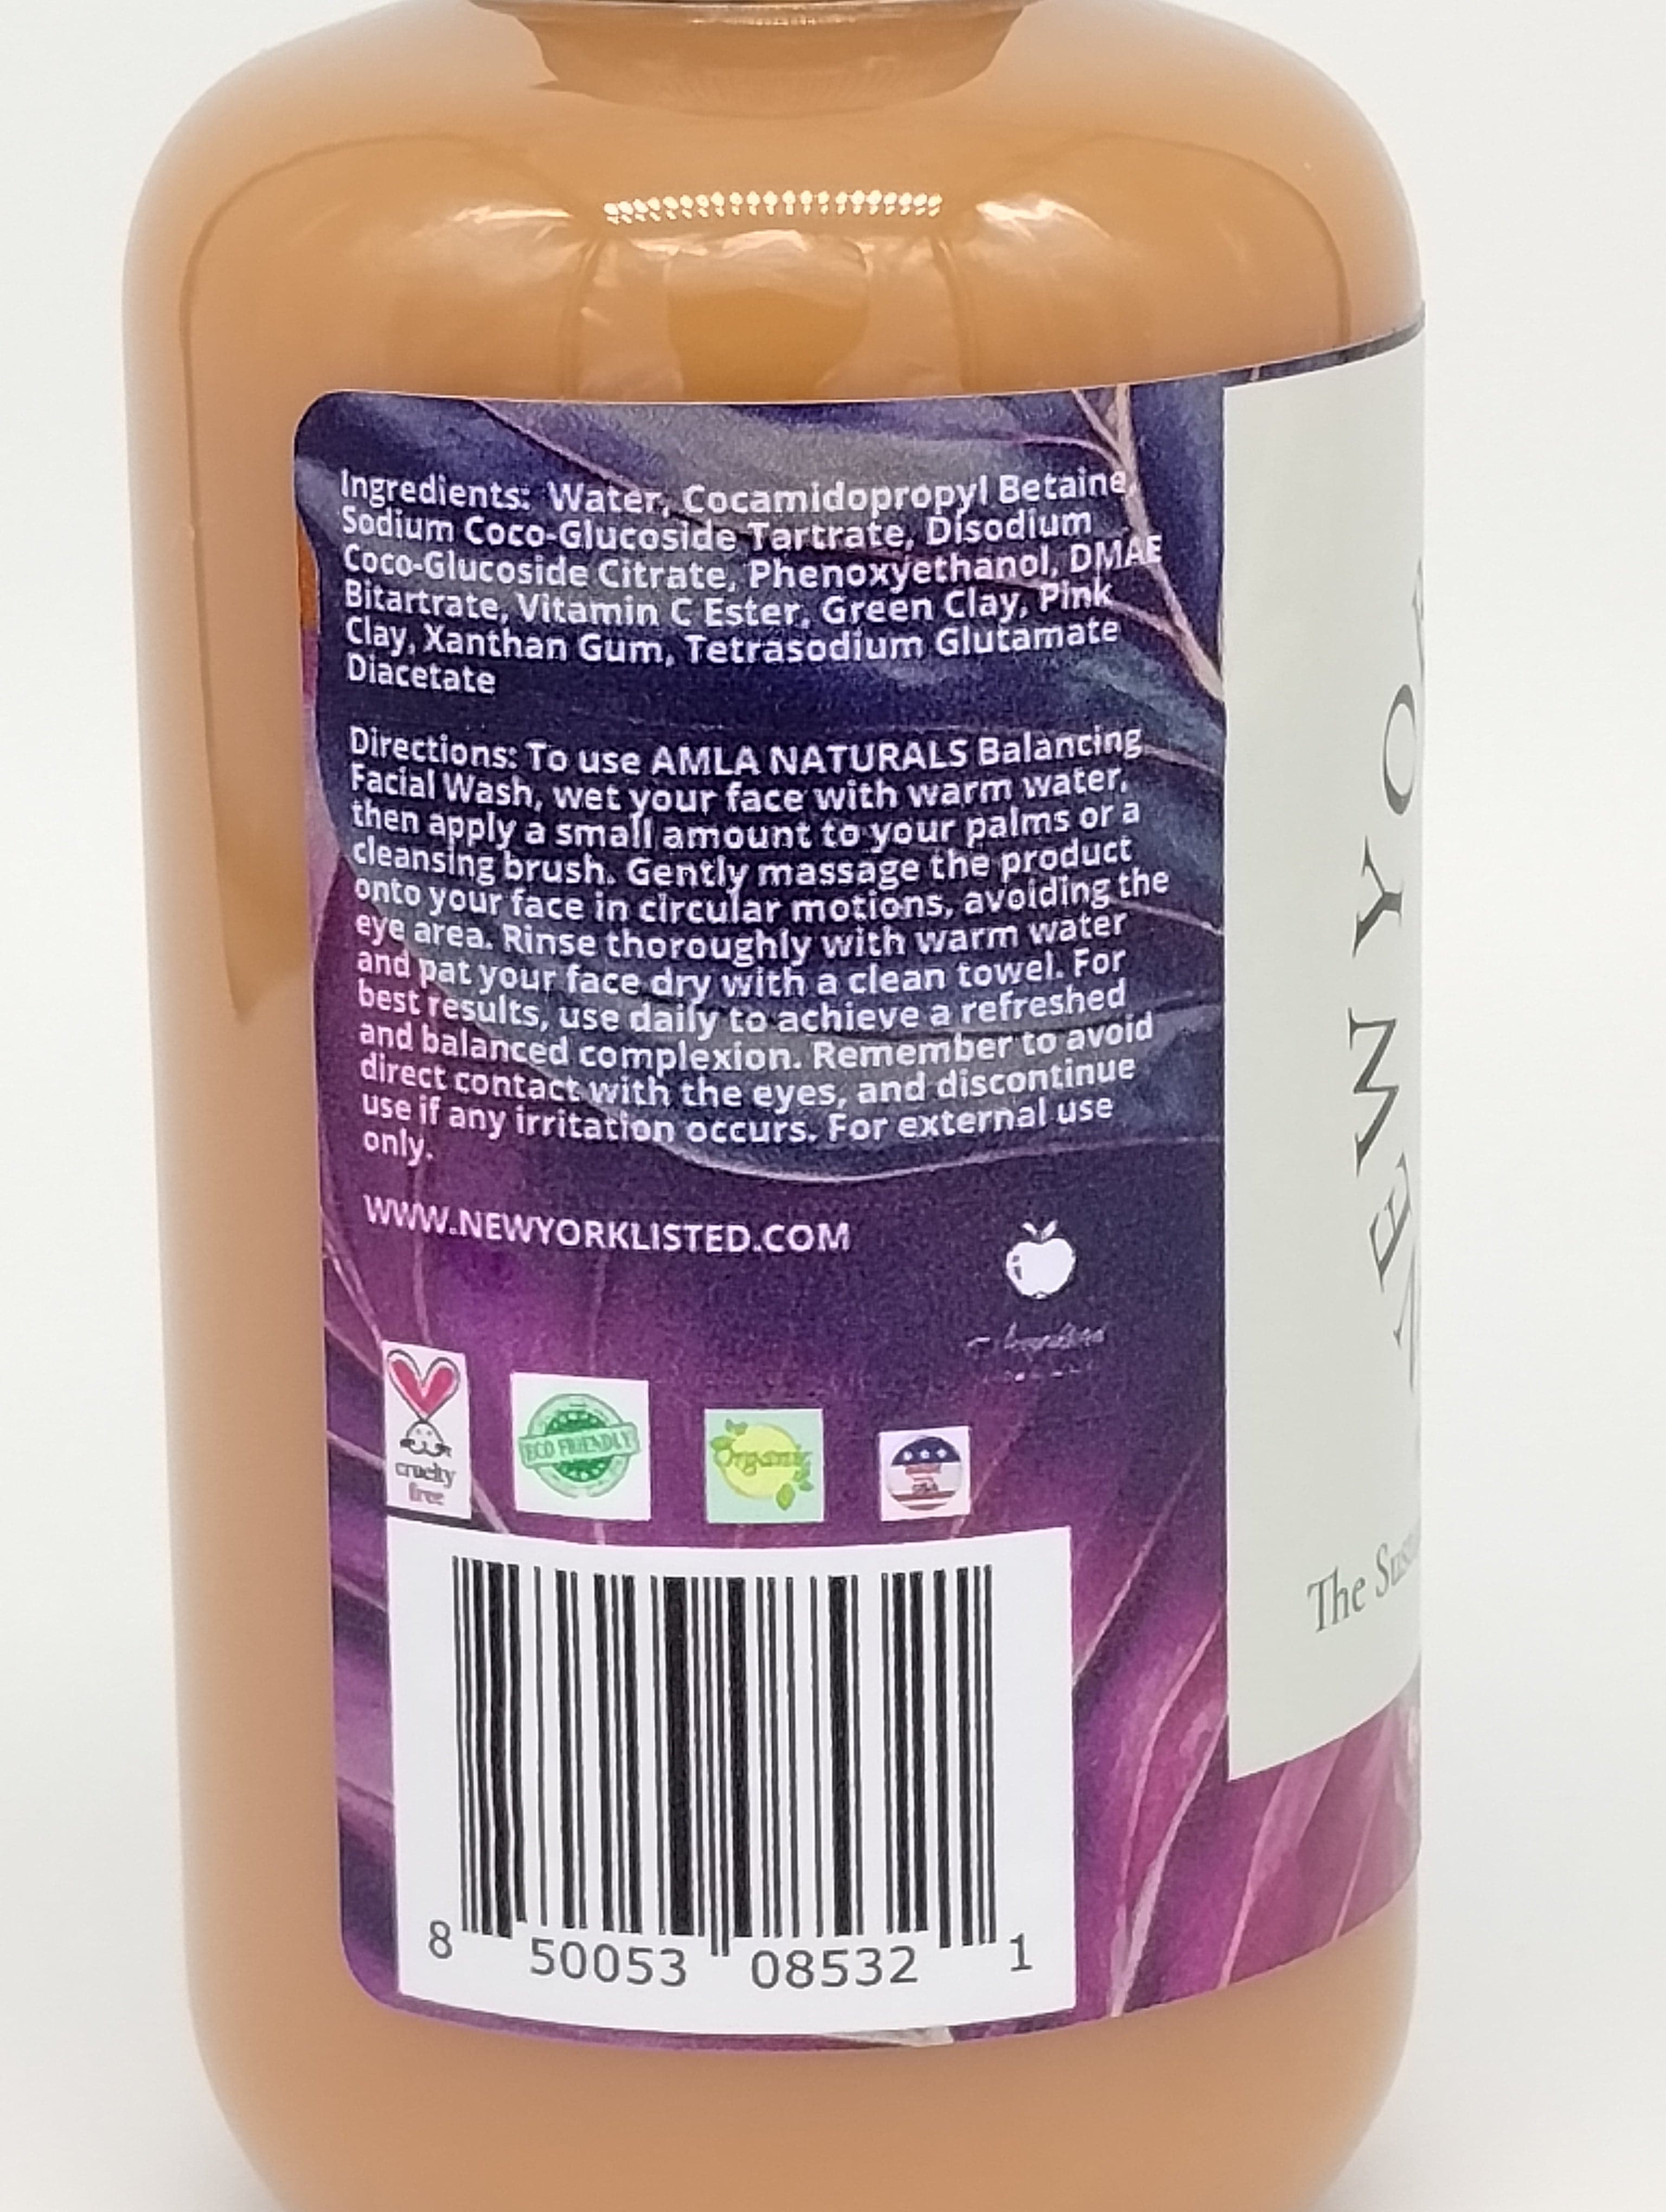 Ingredients: Water, Cocamidopropyl Betaine,
Sodium Coco-Glucoside Tartrate, Disodium
Coco-Glucoside Citrate, Phenoxyethanol, DMAE
Bitartrate, Vitamin C Ester, Green Clay, Pink
Clay, Xanthan Gum, Tetrasodium Glutamate
Diacetate
Directions: To use AMLA NATURALS Balancing
Facial Wash, wet your face with warm water,
then apply a small amount to your palms or a
cleansing brush. Gently massage the product
onto your face in circular motions, avoiding the
eye area. Rinse thoroughly with warm water
and pat your face dry with a clean towel. For
best results, use daily to achieve a refreshed
and balanced complexion. Remember to avoid
direct contact with the eyes, and discontinue
use if any irritation occurs. For external use
only.
WWW.NEWYORKLISTED.COM
cruelty
free
ECO FRIENDLY
Organic
USA
8 50053 08532 1
NEW YO
The